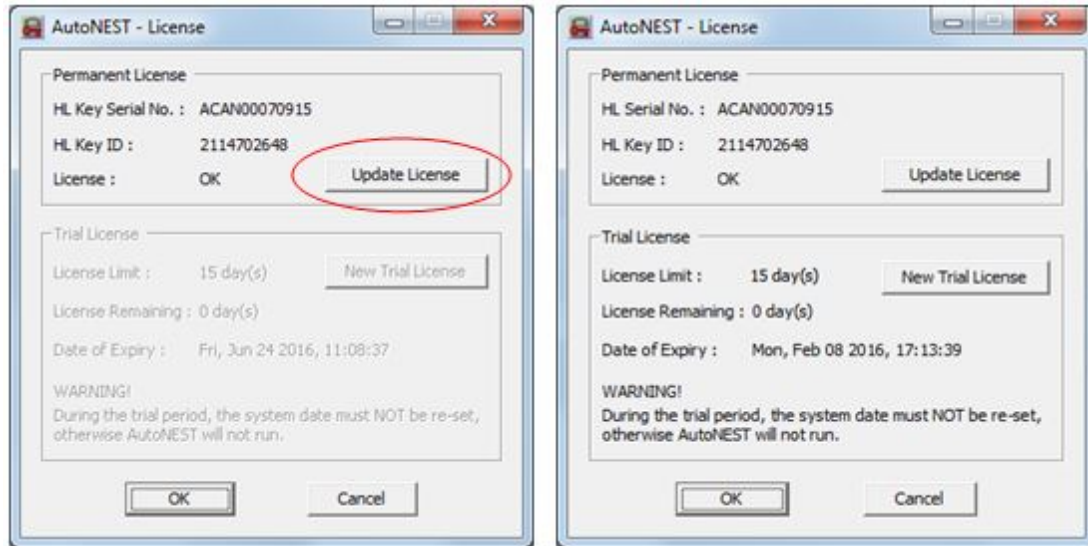 AutoNEST - License
Permanent License
HL Key Serial No. : ACAN00070915
HL Key ID : 2114702648
License : OK
Update License
Trial License
License Limit : 15 day(s)
New Trial License
License Remaining : 0 day(s)
Date of Expiry : Fri, Jun 24 2016, 11:08:37
WARNING!
During the trial period, the system date must NOT be re-set,
otherwise AutoNEST will not run.
OK Cancel
AutoNEST - License
Permanent License
HL Serial No. : ACAN00070915
HL Key ID : 2114702648
License : OK
Update License
Trial License
License Limit : 15 day(s)
New Trial License
License Remaining : 0 day(s)
Date of Expiry : Mon, Feb 08 2016, 17:13:39
WARNING!
During the trial period, the system date must NOT be re-set,
otherwise AutoNEST will not run.
OK Cancel